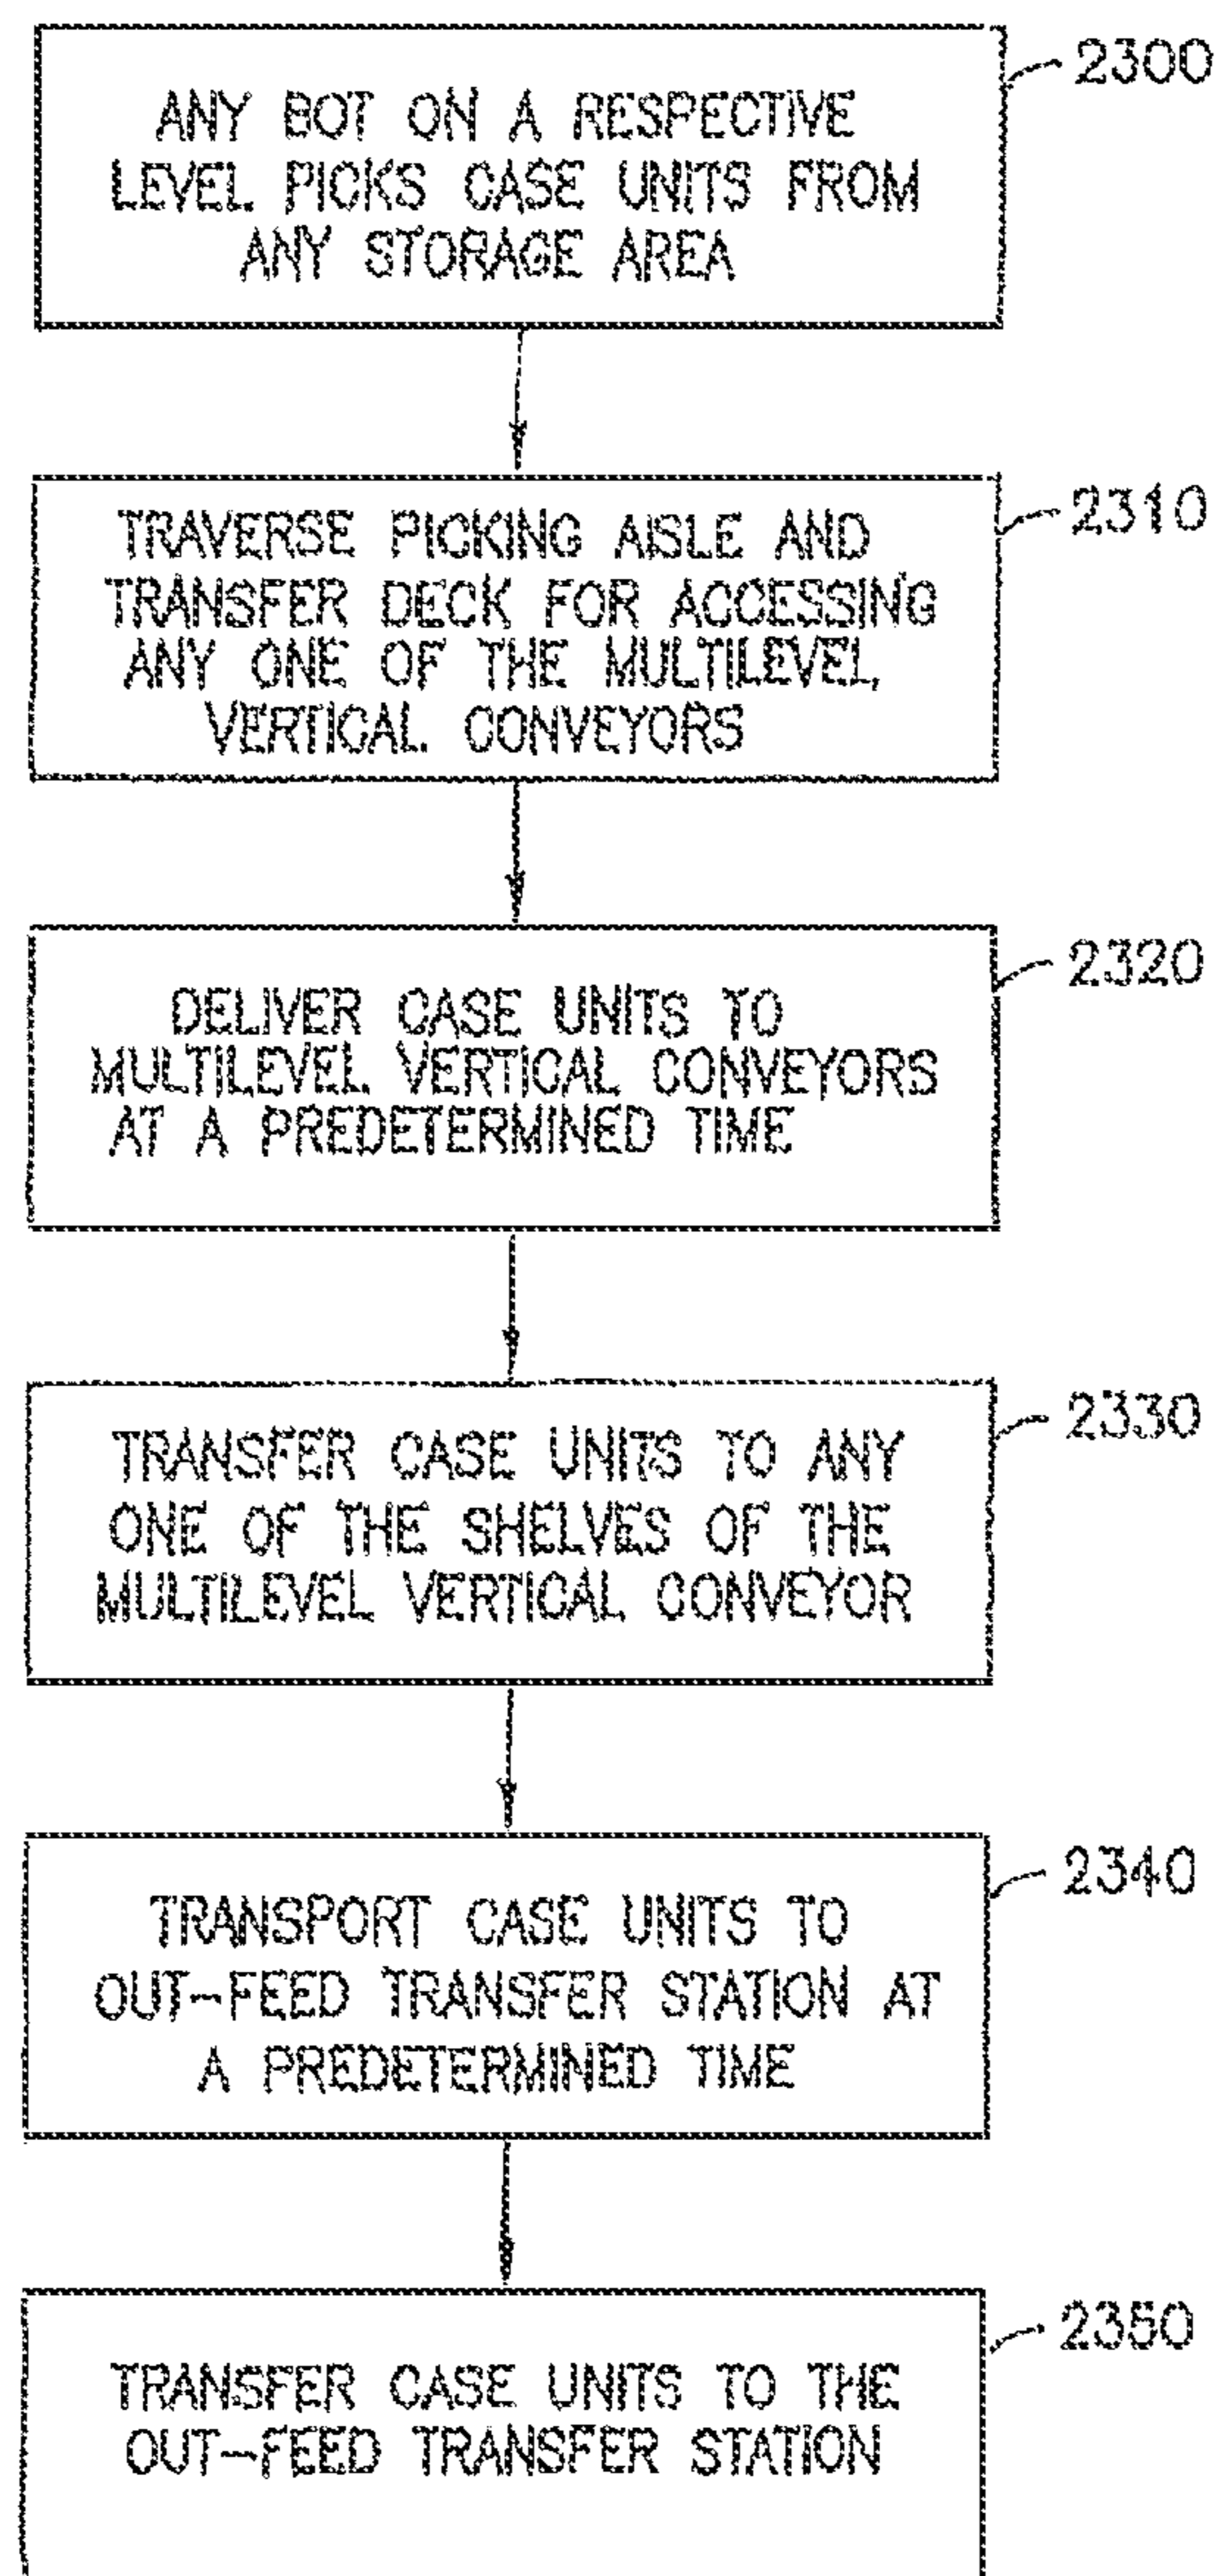 ANY BOT ON A RESPECTIVE
LEVEL PICKS CASE UNITS FROM
ANY STORAGE AREA
2300
TRAVERSE PICKING AISLE AND
TRANSFER DECK FOR ACCESSING
ANY ONE OF THE MULTILEVEL
VERTICAL CONVEYORS
2310
DELIVER CASE UNITS TO
MULTILEVEL VERTICAL CONVEYORS
AT A PREDETERMINED TIME
2320
TRANSFER CASE UNITS TO ANY
ONE OF THE SHELVES OF THE
MULTILEVEL VERTICAL CONVEYOR
2330
TRANSPORT CASE UNITS TO
OUT-FEED TRANSFER STATION AT
A PREDETERMINED TIME
2340
TRANSFER CASE UNITS TO THE
OUT-FEED TRANSFER STATION
2350